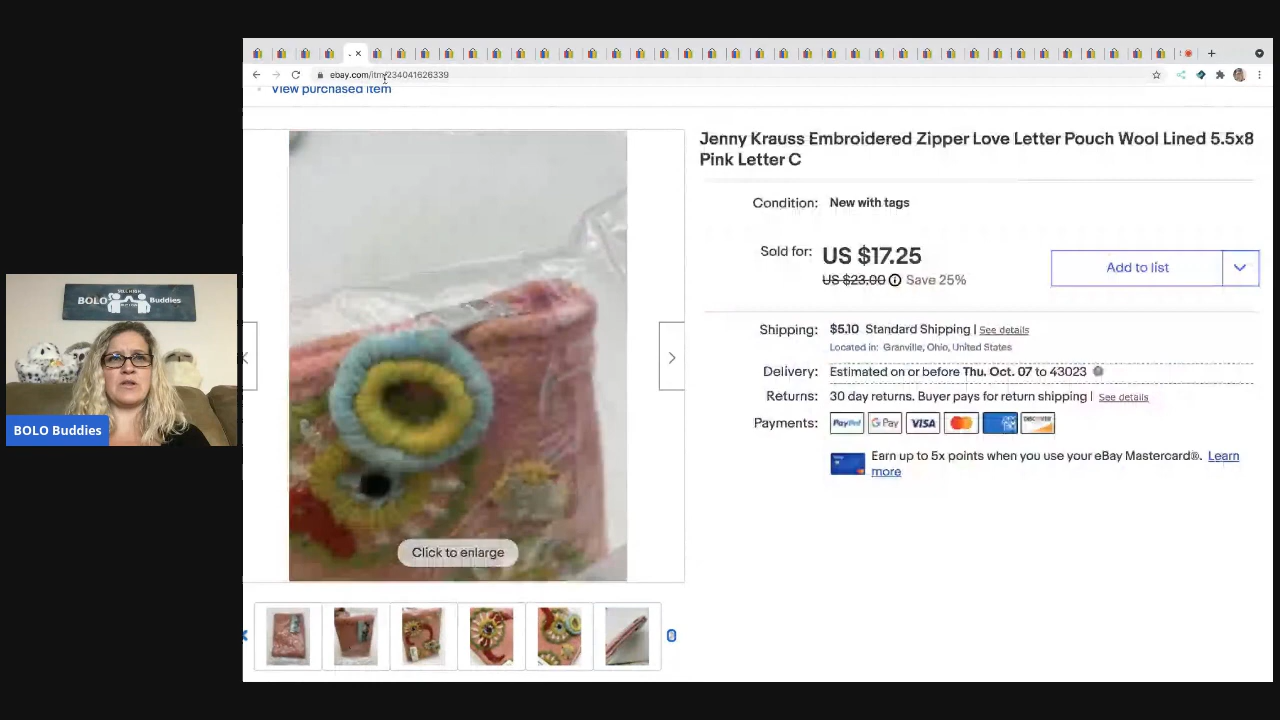 ebay.com/itm/234041626339
View purchased item
Jenny Krauss Embroidered Zipper Love Letter Pouch Wool Lined 5.5x8
Pink Letter C
Condition: New with tags
Sold for: US $17.25
US $23.00 Save 25%
Add to list
Shipping: $5.10 Standard Shipping | See details
Located in: Granville, Ohio, United States
Delivery: Estimated on or before Thu. Oct. 07 to 43023
Returns: 30 day returns. Buyer pays for return shipping | See details
Payments: PayPal G Pay VISA DISCOVER
Earn up to 5x points when you use your eBay Mastercard®. Learn
more
Click to enlarge
BOLO Buddies
BOLO Buddies